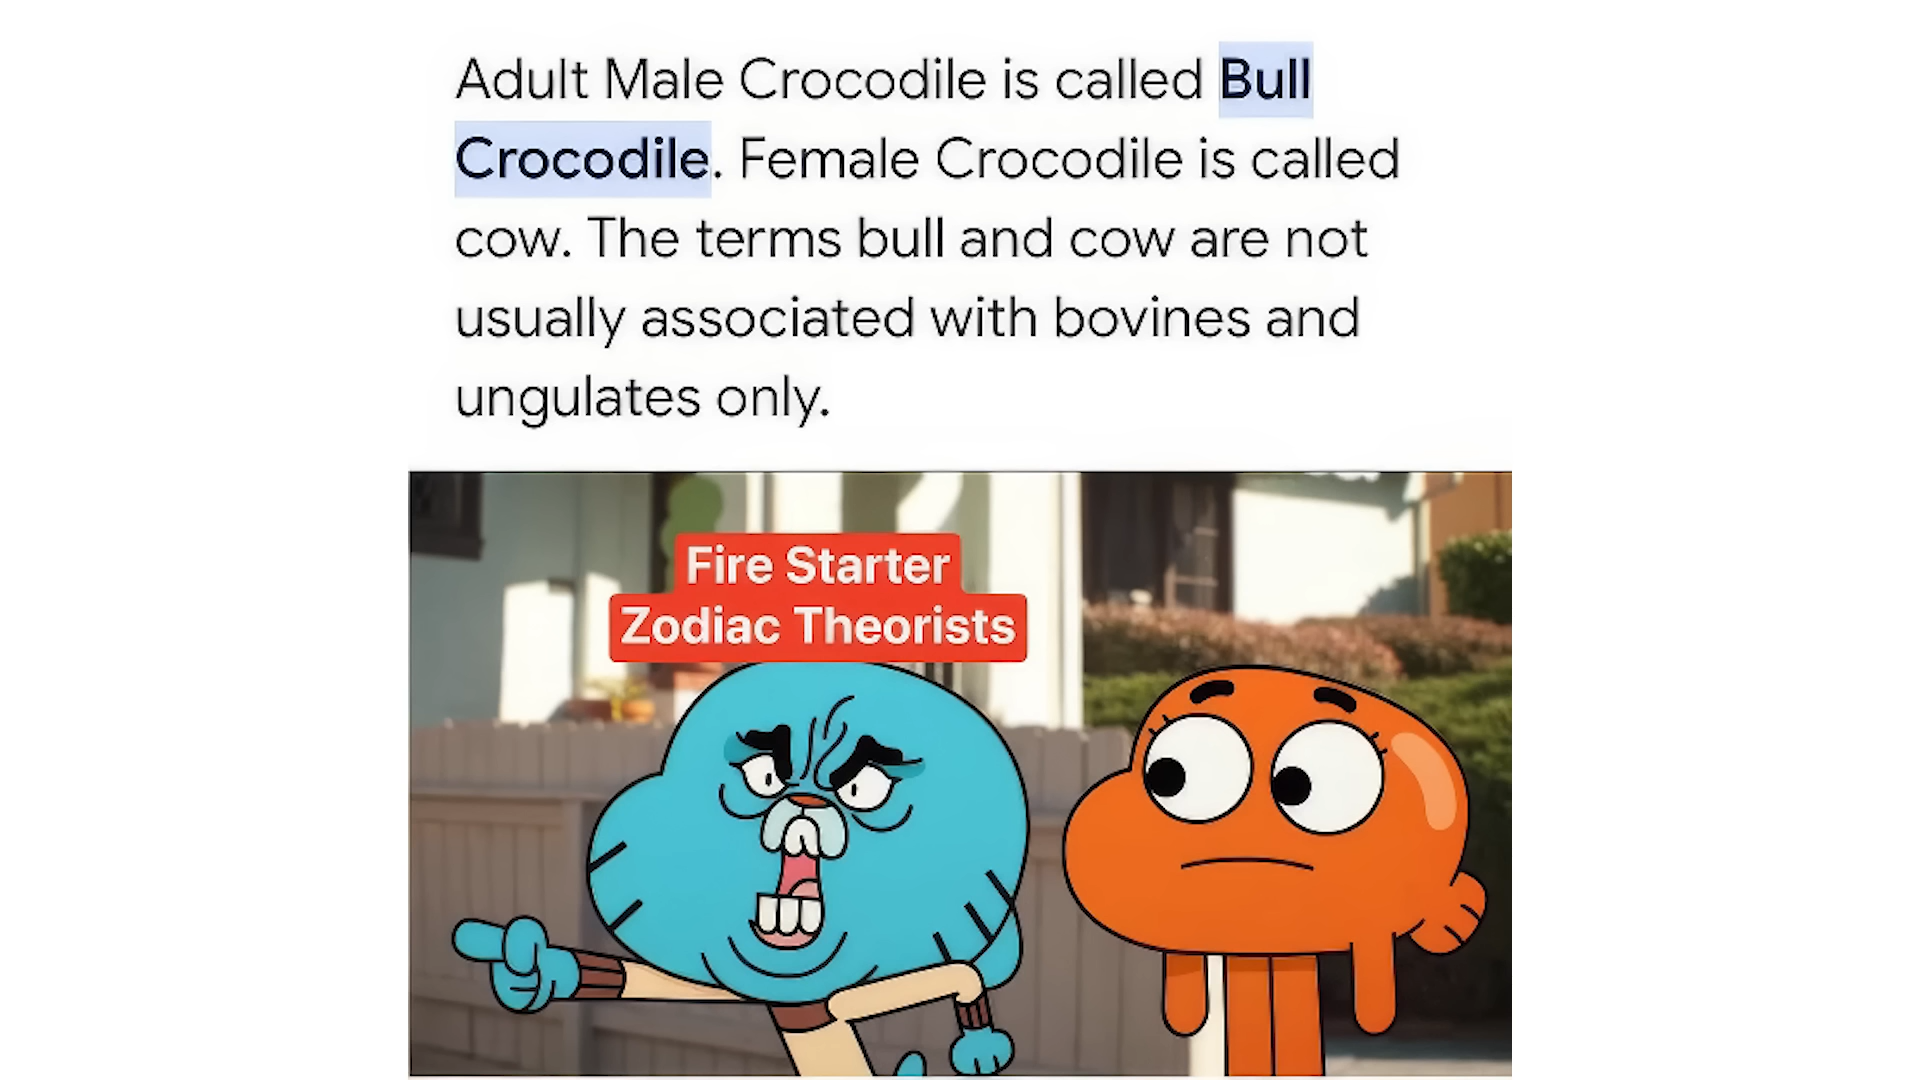 Adult Male Crocodile is called Bull
Crocodile. Female Crocodile is called
cow. The terms bull and cow are not
usually associated with bovines and
ungulates only.
Fire Starter
Zodiac Theorists